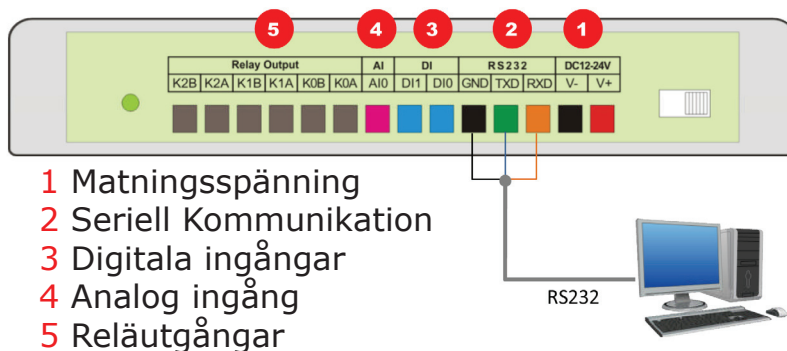 5 4 3 2 1
Relay Output AI DI RS232 DC12-24V
K2B K2A K1B K1A K0B K0A AI0 DI1 DI0 GND TXD RXD V- V+
1 Matningsspänning
2 Seriell Kommunikation
3 Digitala ingångar
4 Analog ingång
5 Reläutgångar
RS232